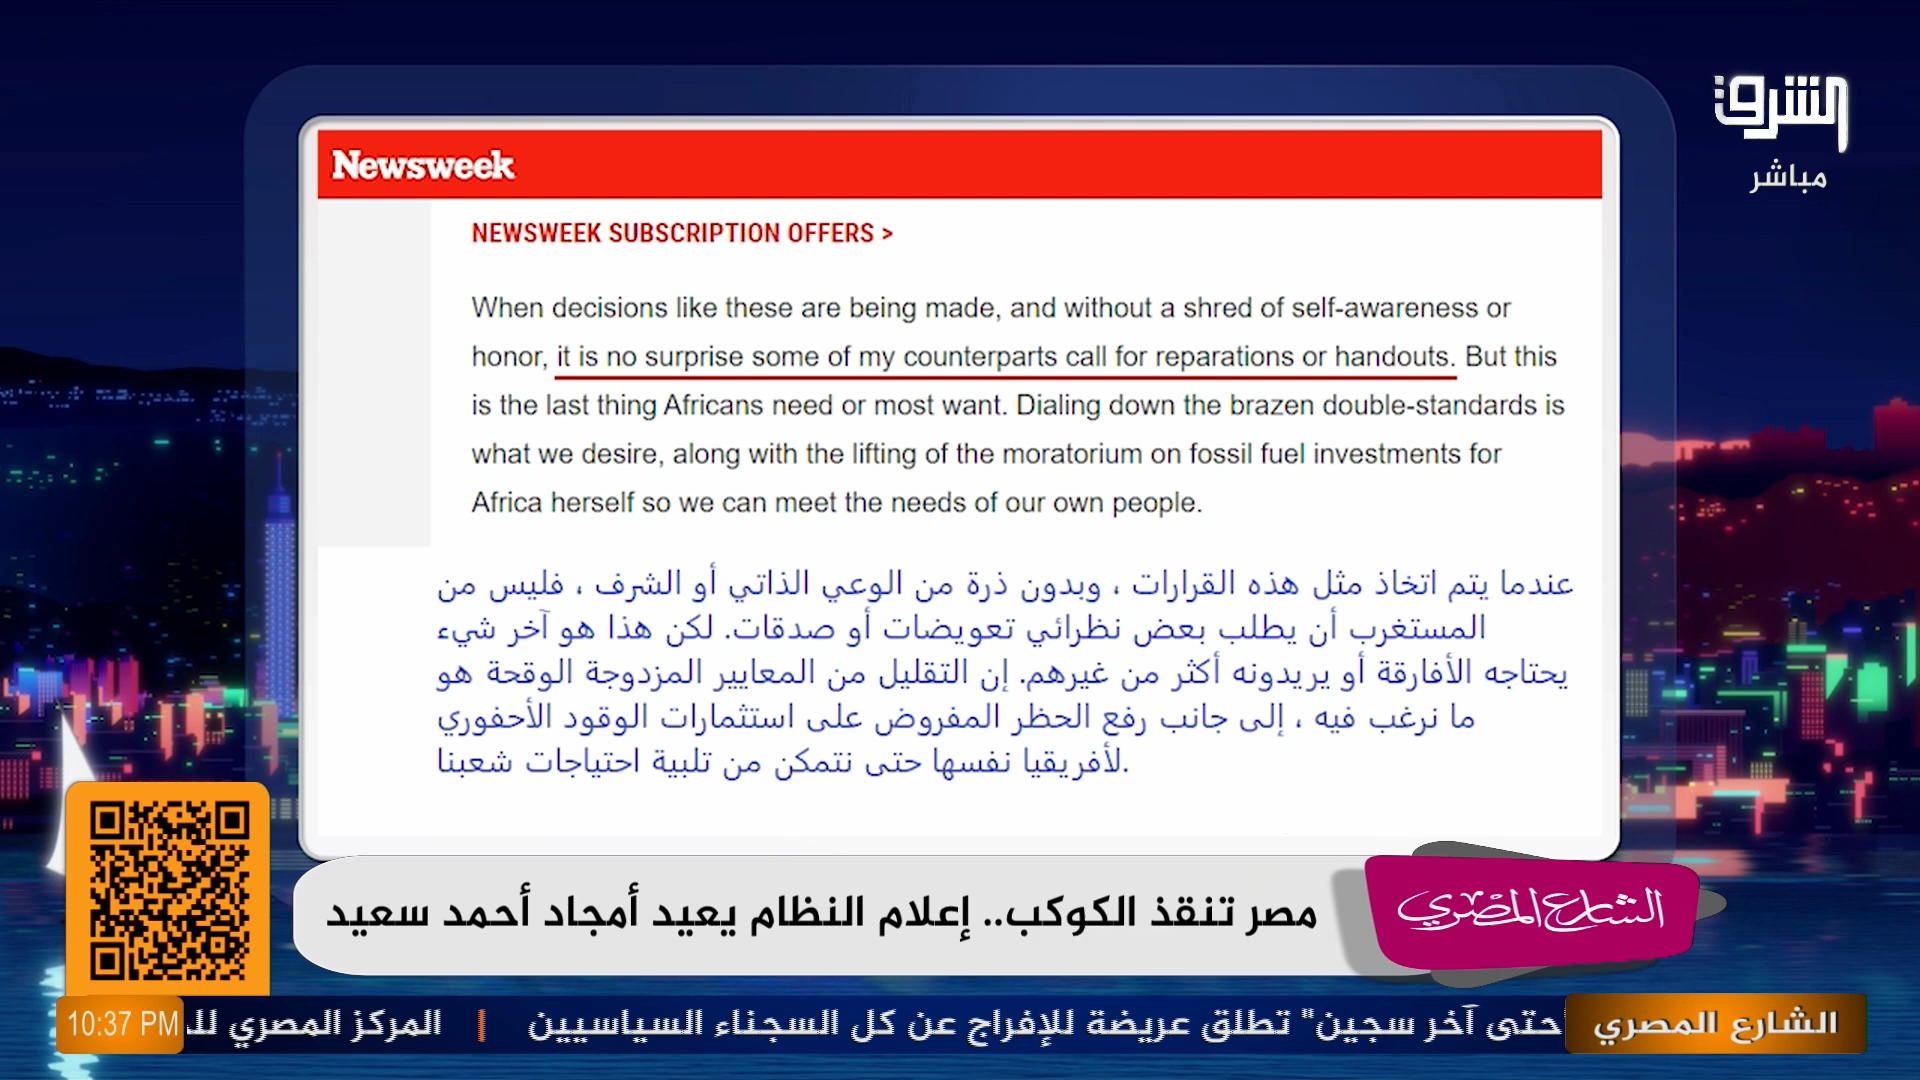 الشرق
مباشر
Newsweek
NEWSWEEK SUBSCRIPTION OFFERS >
When decisions like these are being made, and without a shred of self-awareness or
honor, it is no surprise some of my counterparts call for reparations or handouts. But this
is the last thing Africans need or most want. Dialing down the brazen double-standards is
what we desire, along with the lifting of the moratorium on fossil fuel investments for
Africa herself so we can meet the needs of our own people.
عندما يتم اتخاذ مثل هذه القرارات ، وبدون ذرة من الوعي الذاتي أو الشرف ، فليس من
المستغرب أن يطلب بعض نظرائي تعويضات أو صدقات. لكن هذا هو آخر شيء
يحتاجه الأفارقة أو يريدونه أكثر من غيرهم. إن التقليل من المعايير المزدوجة الوقحة هو
ما نرغب فيه ، إلى جانب رفع الحظر المفروض على استثمارات الوقود الأحفوري
لأفريقيا نفسها حتى نتمكن من تلبية احتياجات شعبنا.
الشارع المصري
مصر تنقذ الكوكب.. إعلام النظام يعيد أمجاد أحمد سعيد
الشارع المصري
حتى آخر سجين" تطلق عريضة للإفراج عن كل السجناء السياسيين | المركز المصري
10:37 PM